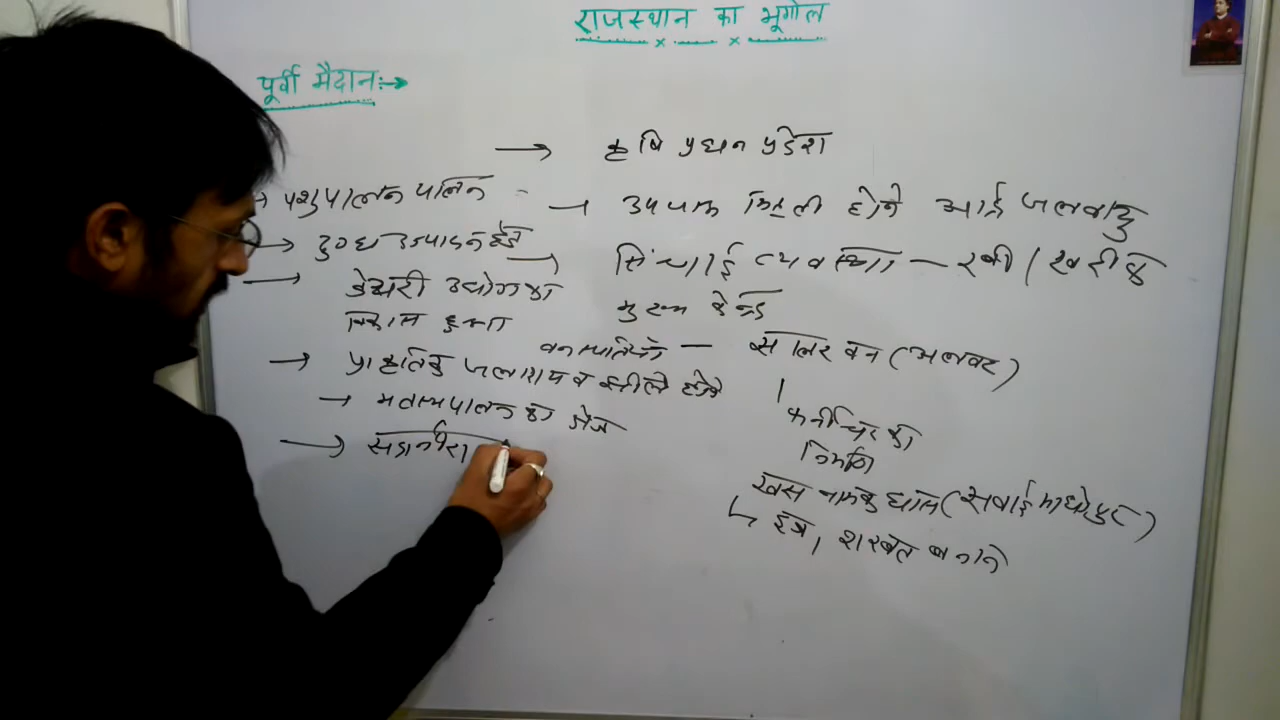 राजस्थान का भूगोल
पूर्वी मैदान :→
→ कृषि प्रधान प्रदेश
→ उपजाऊ मिट्टी होने आर्द्र जलवायु
→ सिंचाई व्यवस्था – रबी / खरीफ
मुख्य केन्द्र
→ पशुपालन
→ दुग्ध उत्पादन हेतु
→ डेयरी उद्योग का
विकास हुआ
वनस्पतियाँ – सालर वन (अलवर)
फर्नीचर का
निर्माण
खस नामक घास (सवाई माधोपुर)
↳ इत्र, शरबत बनाने
→ प्राकृतिक जलाशय व झीले होने
→ मत्स्यपालन का क्षेत्र
→ सदानीरा